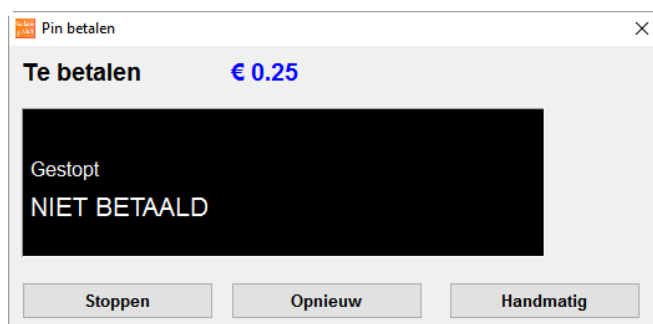 Pin betalen
Te betalen € 0.25
Gestopt
NIET BETAALD
Stoppen Opnieuw Handmatig